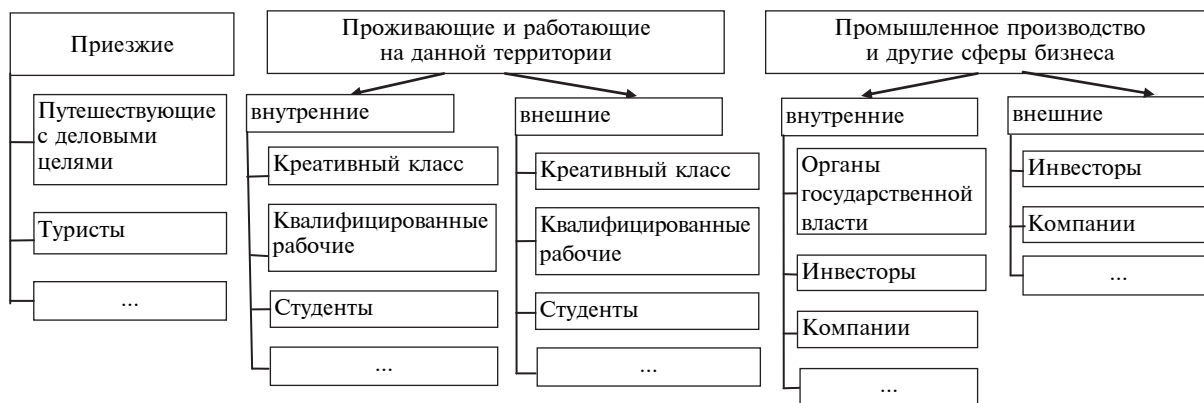 Приезжие
Путешествующие
с деловыми
целями
Туристы
...
Проживающие и работающие
на данной территории
внутренние
Креативный класс
Квалифицированные
рабочие
Студенты
...
внешние
Креативный класс
Квалифицированные
рабочие
Студенты
...
Промышленное производство
и другие сферы бизнеса
внутренние
Органы
государственной
власти
Инвесторы
Компании
...
внешние
Инвесторы
Компании
...